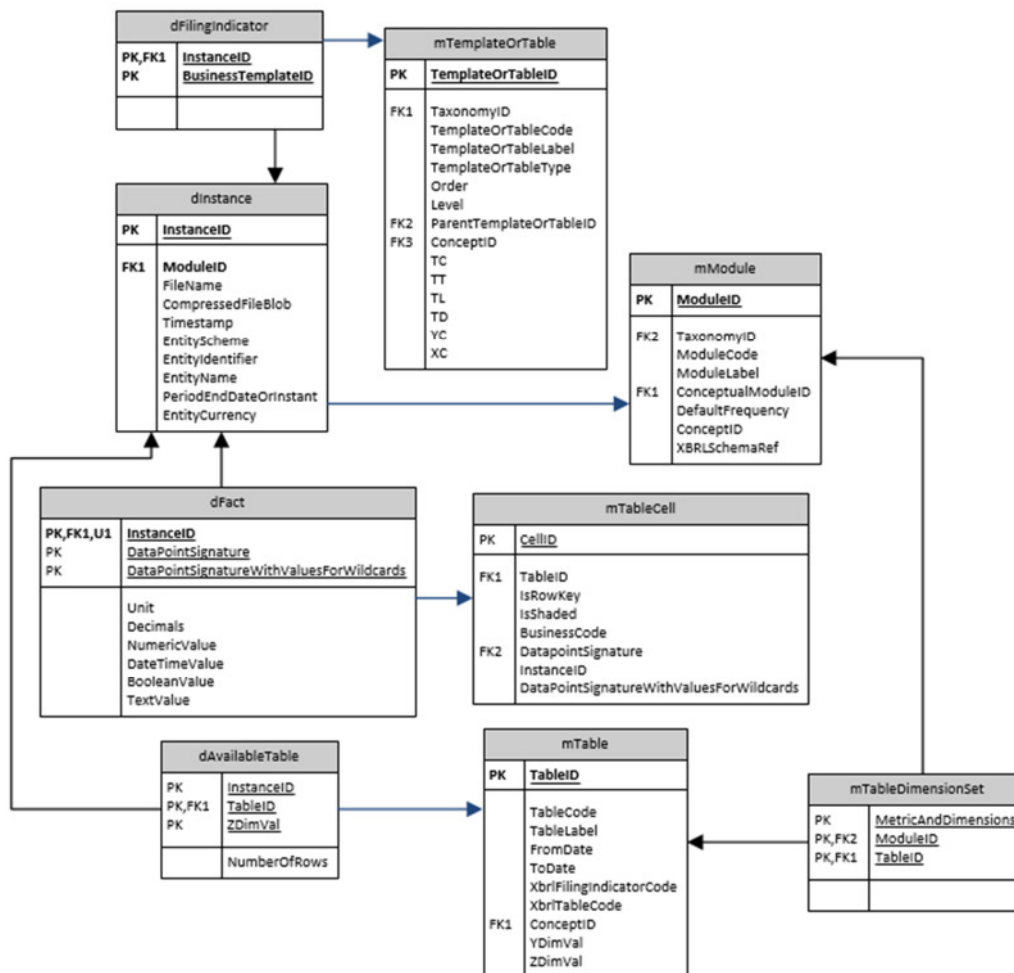 dFilingIndicator
PK,FK1 InstanceID
PK BusinessTemplateID
mTemplateOrTable
PK TemplateOrTableID
FK1 TaxonomyID
TemplateOrTableCode
TemplateOrTableLabel
TemplateOrTableType
Order
Level
FK2 ParentTemplateOrTableID
FK3 ConceptID
TC
TT
TL
TD
YC
XC
dInstance
PK InstanceID
FK1 ModuleID
FileName
CompressedFileBlob
Timestamp
EntityScheme
EntityIdentifier
EntityName
PeriodEndDateOrInstant
EntityCurrency
mModule
PK ModuleID
FK2 TaxonomyID
ModuleCode
ModuleLabel
FK1 ConceptualModuleID
DefaultFrequency
ConceptID
XBRLSchemaRef
dFact
PK,FK1,U1 InstanceID
PK DataPointSignature
PK DataPointSignatureWithValuesForWildcards
Unit
Decimals
NumericValue
DateTimeValue
BooleanValue
TextValue
mTableCell
PK CellID
FK1 TableID
IsRowKey
IsShaded
BusinessCode
FK2 DatapointSignature
InstanceID
DataPointSignatureWithValuesForWildcards
dAvailableTable
PK InstanceID
PK,FK1 TableID
PK ZDimVal
NumberOfRows
mTable
PK TableID
TableCode
TableLabel
FromDate
ToDate
XbrlFilingIndicatorCode
XbrlTableCode
FK1 ConceptID
YDimVal
ZDimVal
mTableDimensionSet
PK MetricAndDimensions
PK,FK2 ModuleID
PK,FK1 TableID